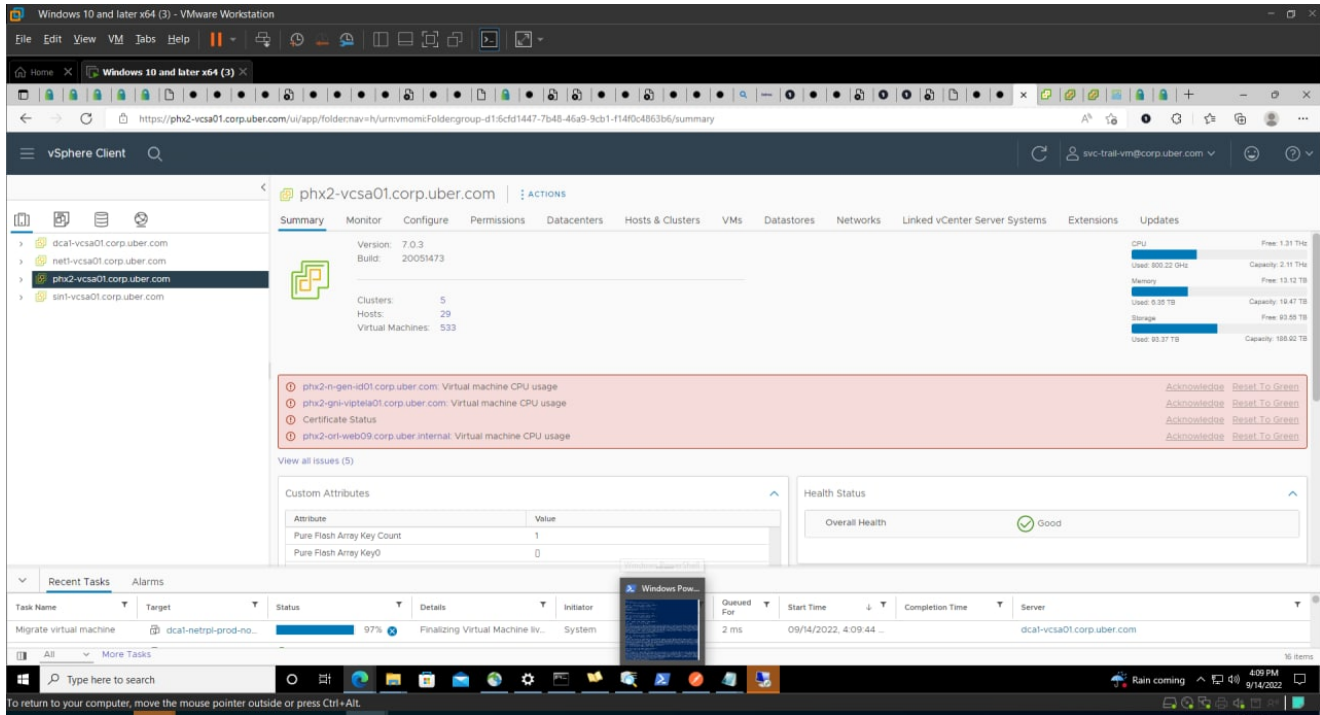 Windows 10 and later x64 (3) - VMware Workstation
File Edit View VM Tabs Help
Home Windows 10 and later x64 (3)
https://phx2-vcsa01.corp.uber.com/ui/app/folder;nav=h/urn:vmomi:Folder:group-d1:6cfd1447-7b48-46a9-9cb1-f14f0c4863b6/summary
vSphere Client svc-trail-vm@corp.uber.com
phx2-vcsa01.corp.uber.com ACTIONS
Summary Monitor Configure Permissions Datacenters Hosts & Clusters VMs Datastores Networks Linked vCenter Server Systems Extensions Updates
dca1-vcsa01.corp.uber.com
net1-vcsa01.corp.uber.com
phx2-vcsa01.corp.uber.com
sin1-vcsa01.corp.uber.com
Version: 7.0.3
Build: 20051473
Clusters: 5
Hosts: 29
Virtual Machines: 533
CPU Free: 1.31 THz
Used: 800.22 GHz Capacity: 2.11 THz
Memory Free: 13.12 TB
Used: 6.35 TB Capacity: 19.47 TB
Storage Free: 93.55 TB
Used: 93.37 TB Capacity: 186.92 TB
phx2-n-gen-id01.corp.uber.com: Virtual machine CPU usage Acknowledge Reset To Green
phx2-gni-viptela01.corp.uber.com: Virtual machine CPU usage Acknowledge Reset To Green
Certificate Status Acknowledge Reset To Green
phx2-orl-web09.corp.uber.internal: Virtual machine CPU usage Acknowledge Reset To Green
View all issues (5)
Custom Attributes
Attribute Value
Pure Flash Array Key Count 1
Pure Flash Array Key0 []
Health Status
Overall Health Good
Windows Pow...
Recent Tasks Alarms
Task Name Target Status Details Initiator Queued For Start Time Completion Time Server
Migrate virtual machine dca1-netrpi-prod-no... 97% Finalizing Virtual Machine liv... System 2 ms 09/14/2022, 4:09:44 ... dca1-vcsa01.corp.uber.com
All More Tasks 16 items
Type here to search Rain coming 4:09 PM
9/14/2022
To return to your computer, move the mouse pointer outside or press Ctrl+Alt.